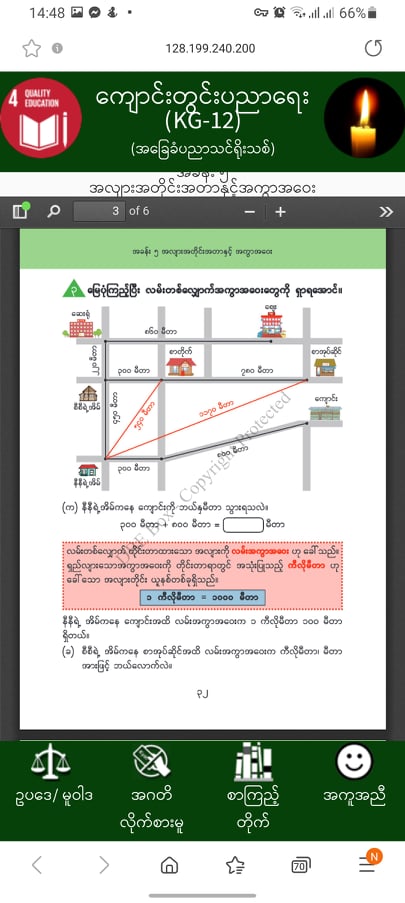 14:48
66%
128.199.240.200
4 QUALITY EDUCATION
ကျောင်းတွင်းပညာရေး
(KG-12)
(အခြေခံပညာသင်ရိုးသစ်)
အခန်း ၅
အလျားအတိုင်းအတာနှင့်အကွာအဝေး
3 of 6
အခန်း ၅ အလျားအတိုင်းအတာနှင့် အကွာအဝေး
၃ မြေပုံကြည့်ပြီး လမ်းတစ်လျှောက်အကွာအဝေးတွေကို ရှာရအောင်။
ဆေးရုံ
ဈေး
၈၆၀ မီတာ
၂၂၀ မီတာ
စာတိုက်
စာအုပ်ဆိုင်
၃၀၀ မီတာ
၇၈၀ မီတာ
စီစီရဲ့အိမ်
၄၅၀ မီတာ
၅၄၀ မီတာ
၁၁၇၀ မီတာ
ကျောင်း
၃၀၀ မီတာ
၈၀၀ မီတာ
နီနီရဲ့အိမ်
Copyright Protected
(က) နီနီရဲ့အိမ်ကနေ ကျောင်းကို ဘယ်နှမီတာ သွားရသလဲ။
၃၀၀ မီတာ + ၈၀၀ မီတာ = မီတာ
လမ်းတစ်လျှောက် တိုင်းတာထားသော အလျားကို လမ်းအကွာအဝေး ဟု ခေါ်သည်။
ရှည်လျားသောအကွာအဝေးကို တိုင်းတာရာတွင် အသုံးပြုသည့် ကီလိုမီတာ ဟု
ခေါ်သော အလျားတိုင်း ယူနစ်တစ်ခုရှိသည်။
၁ ကီလိုမီတာ = ၁၀၀၀ မီတာ
နီနီရဲ့ အိမ်ကနေ ကျောင်းအထိ လမ်းအကွာအဝေးက ၁ ကီလိုမီတာ ၁၀၀ မီတာ
ရှိတယ်။
(ခ) စီစီရဲ့ အိမ်ကနေ စာအုပ်ဆိုင်အထိ လမ်းအကွာအဝေးက ကီလိုမီတာ၊ မီတာ
အားဖြင့် ဘယ်လောက်လဲ။
၃၂
ဥပဒေ/ မူဝါဒ
အဂတိ
လိုက်စားမှု
စာကြည့်
တိုက်
အကူအညီ
70
N